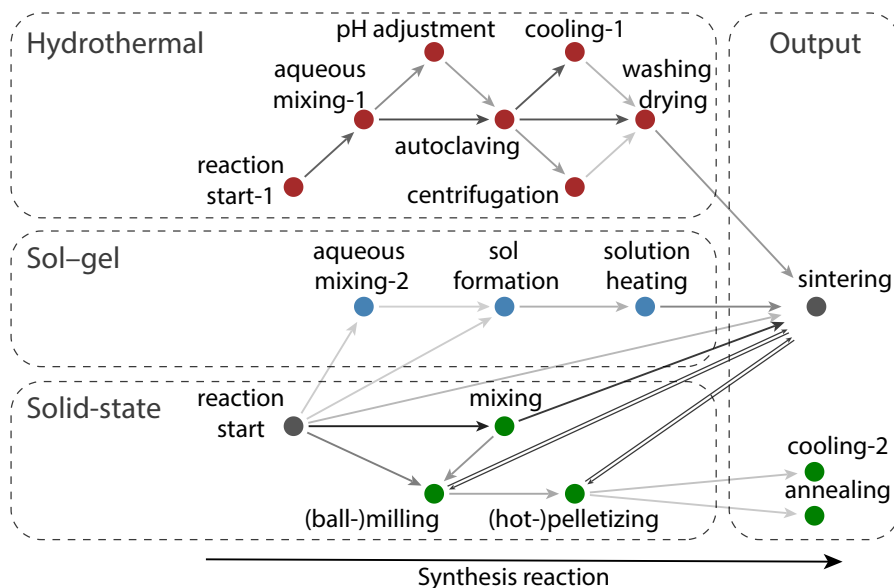 Hydrothermal
pH adjustment
cooling-1
Output
aqueous
mixing-1
washing
drying
autoclaving
reaction
start-1
centrifugation
Sol–gel
aqueous
mixing-2
sol
formation
solution
heating
sintering
Solid-state
reaction
start
mixing
cooling-2
annealing
(ball-)milling
(hot-)pelletizing
Synthesis reaction